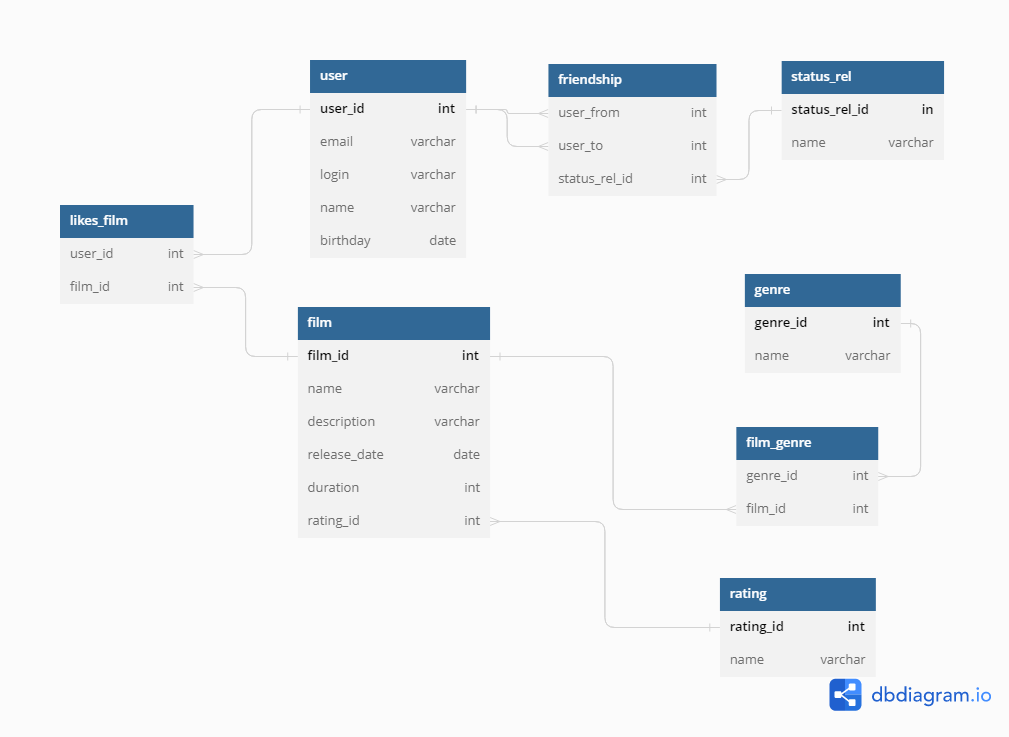 user
user_id int
email varchar
login varchar
name varchar
birthday date
friendship
user_from int
user_to int
status_rel_id int
status_rel
status_rel_id in
name varchar
likes_film
user_id int
film_id int
film
film_id int
name varchar
description varchar
release_date date
duration int
rating_id int
genre
genre_id int
name varchar
film_genre
genre_id int
film_id int
rating
rating_id int
name varchar
dbdiagram.io